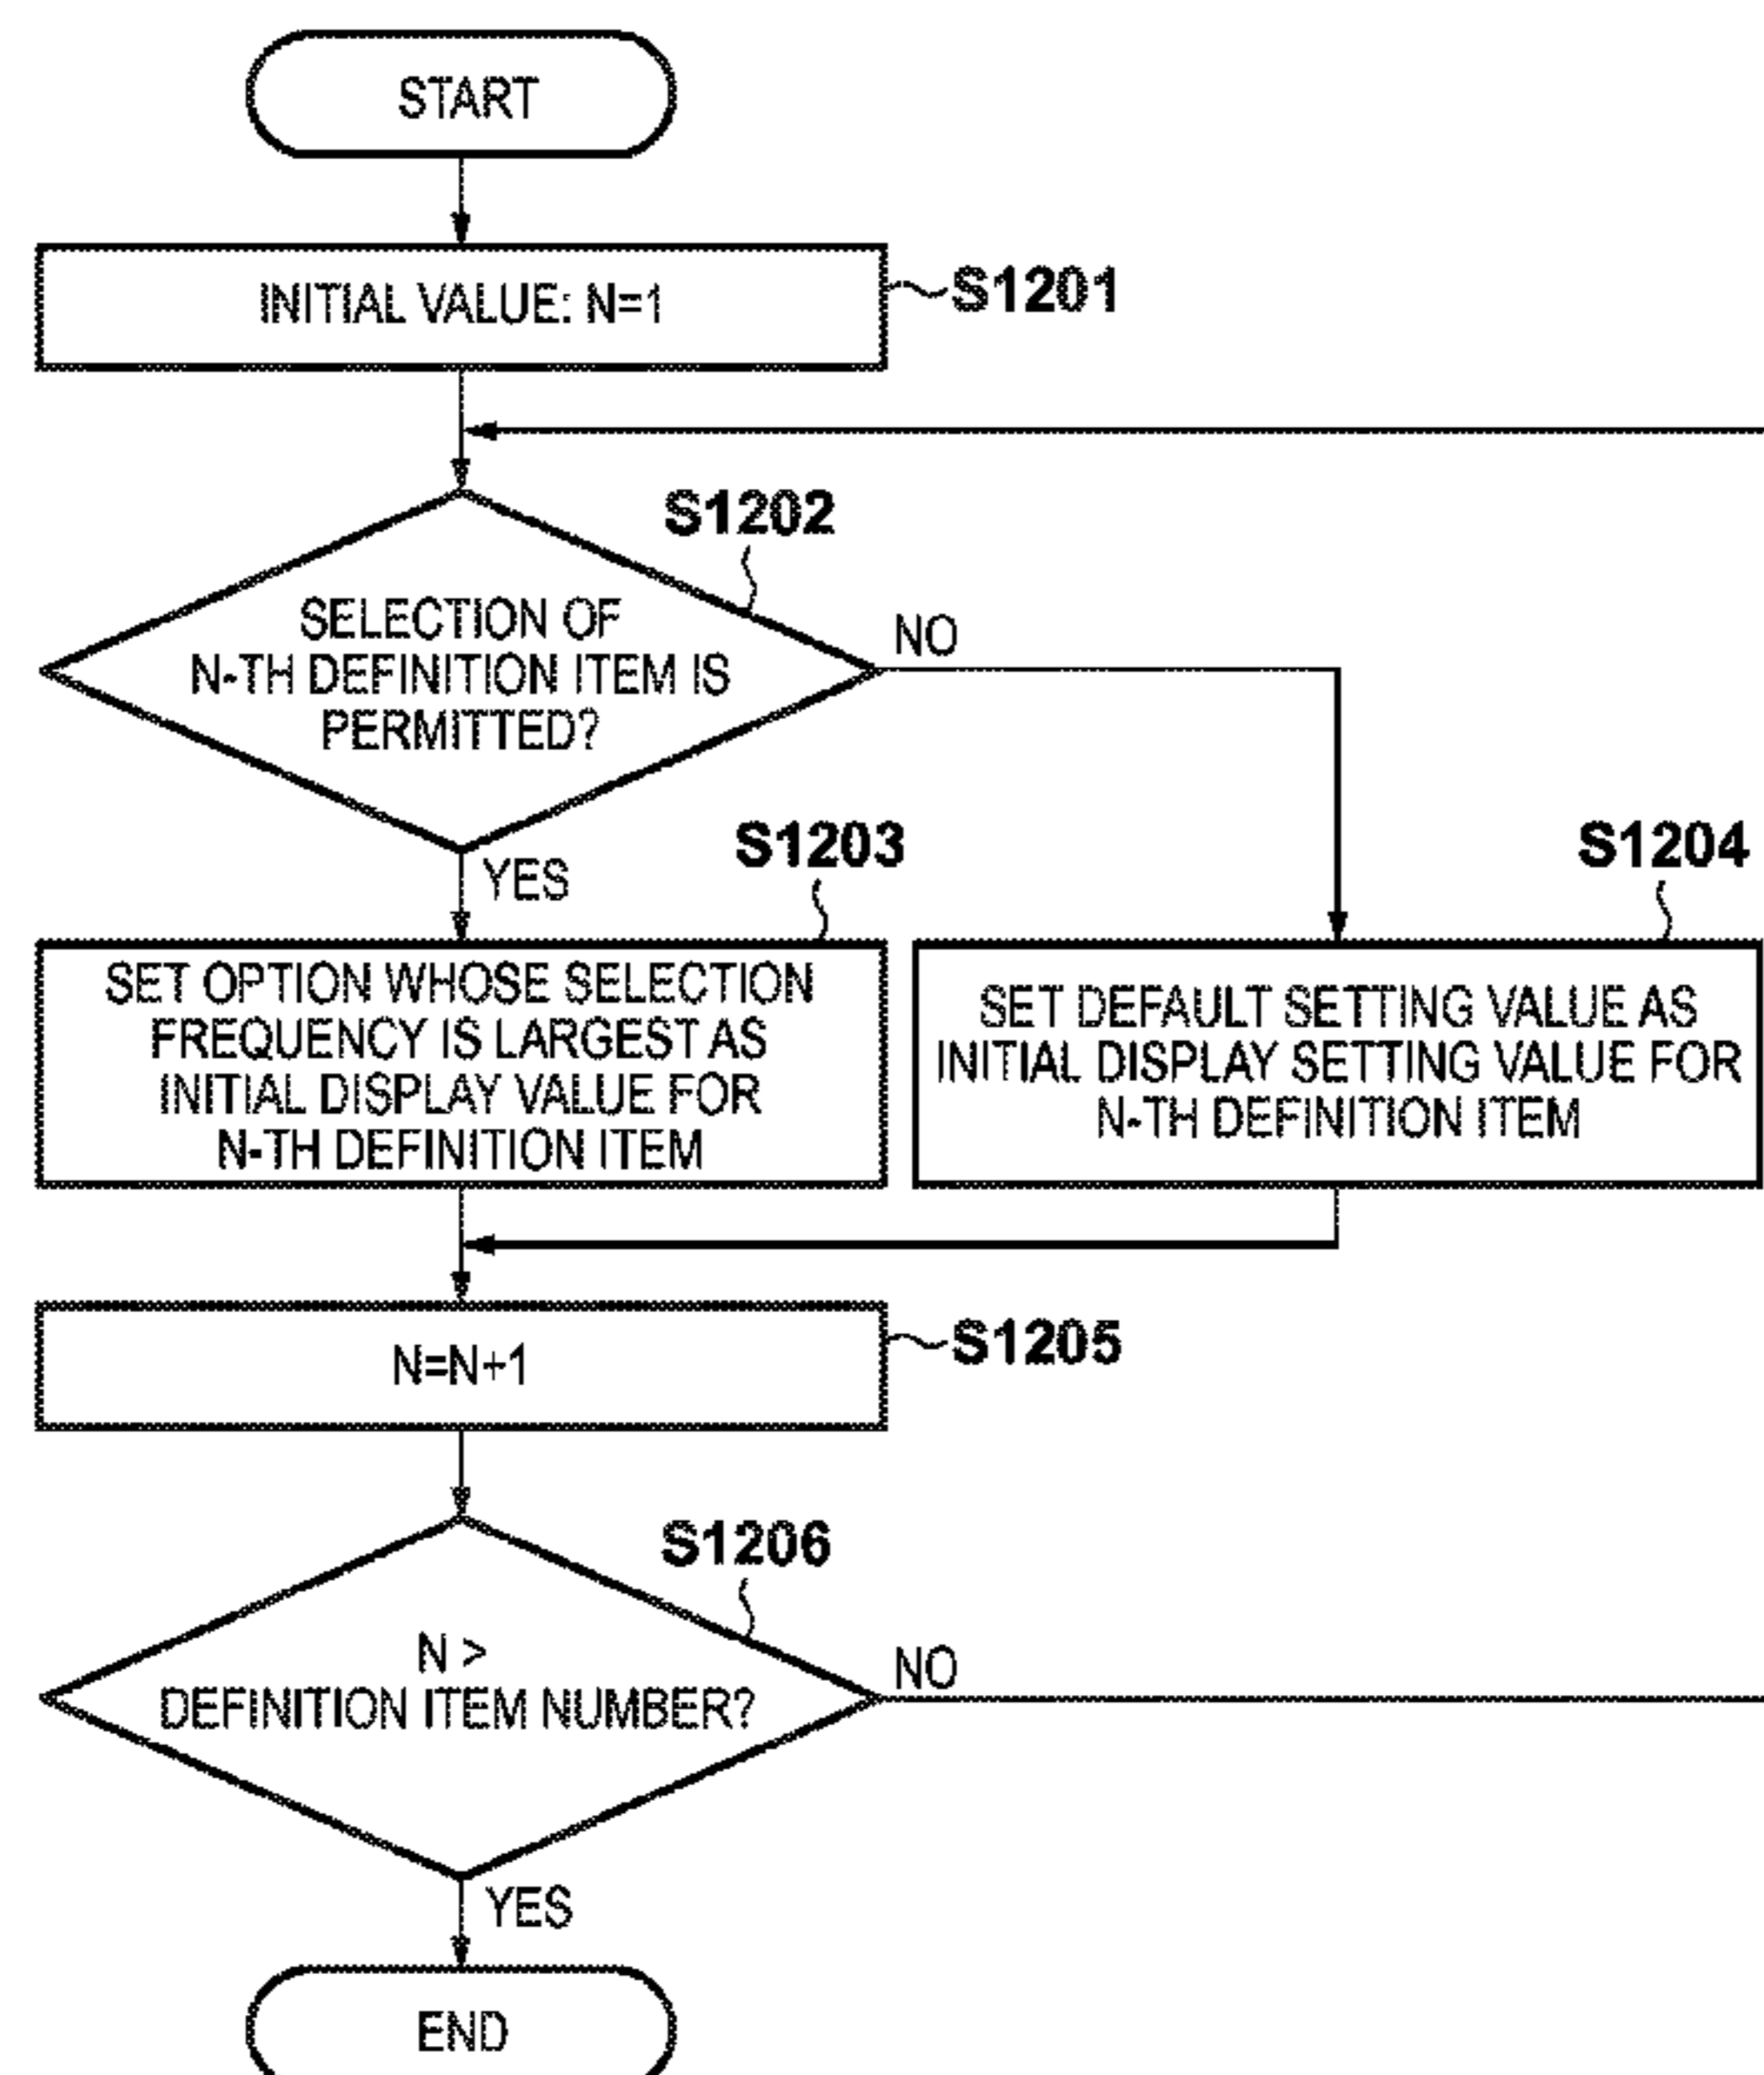 START
INITIAL VALUE: N=1
S1201
S1202
SELECTION OF
N-TH DEFINITION ITEM IS
PERMITTED?
NO
YES
S1203
S1204
SET OPTION WHOSE SELECTION
FREQUENCY IS LARGEST AS
INITIAL DISPLAY VALUE FOR
N-TH DEFINITION ITEM
SET DEFAULT SETTING VALUE AS
INITIAL DISPLAY SETTING VALUE FOR
N-TH DEFINITION ITEM
N=N+1
S1205
S1206
N >
DEFINITION ITEM NUMBER?
NO
YES
END